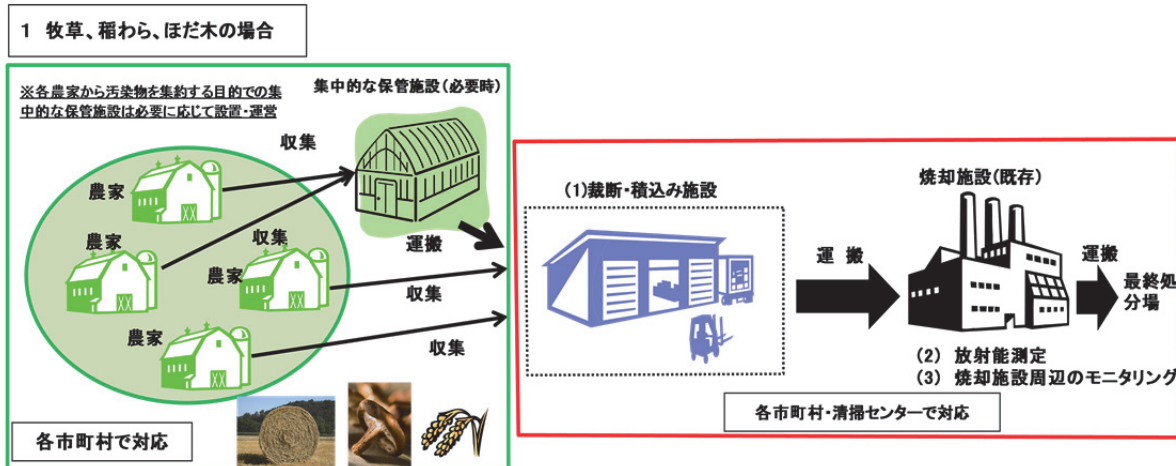 1 牧草、稲わら、ほだ木の場合
※各農家から汚染物を集約する目的での集
中的な保管施設は必要に応じて設置・運営
集中的な保管施設（必要時）
収集
農家
農家
収集
農家
農家
運搬
収集
収集
各市町村で対応
(1)裁断・積込み施設
運 搬
焼却施設(既存)
運搬
最終処
分場
(2) 放射能測定
(3) 焼却施設周辺のモニタリング
各市町村・清掃センターで対応